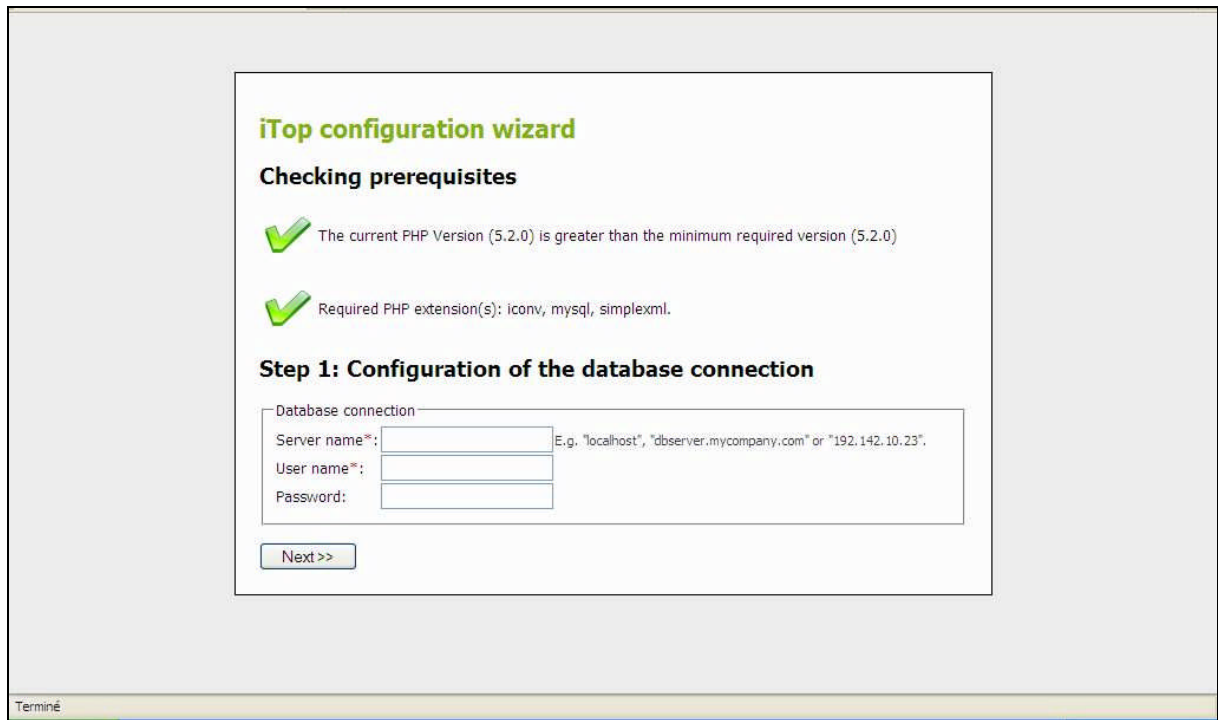 iTop configuration wizard
Checking prerequisites
The current PHP Version (5.2.0) is greater than the minimum required version (5.2.0)
Required PHP extension(s): iconv, mysql, simplexml.
Step 1: Configuration of the database connection
Database connection
Server name*: E.g. "localhost", "dbserver.mycompany.com" or "192.142.10.23".
User name*:
Password:
Next >>
Terminé